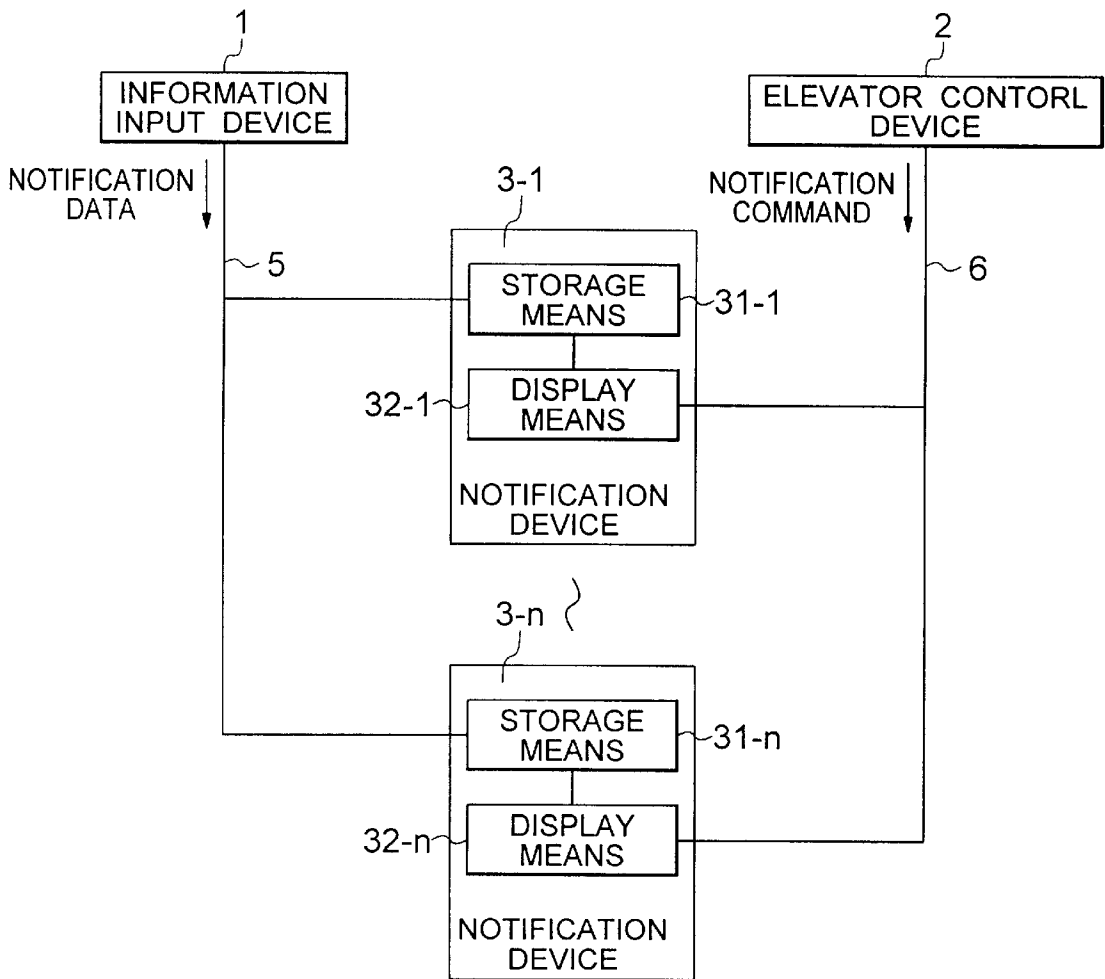 1
INFORMATION
INPUT DEVICE
2
ELEVATOR CONTORL
DEVICE
NOTIFICATION
DATA
5
NOTIFICATION
COMMAND
6
3-1
STORAGE
MEANS
31-1
32-1
DISPLAY
MEANS
NOTIFICATION
DEVICE
3-n
STORAGE
MEANS
31-n
32-n
DISPLAY
MEANS
NOTIFICATION
DEVICE